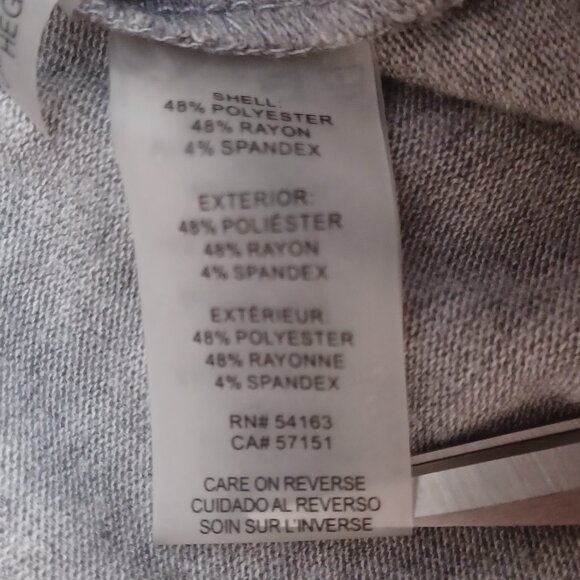 HEG
SHELL:
48% POLYESTER
48% RAYON
4% SPANDEX
EXTERIOR:
48% POLIÉSTER
48% RAYON
4% SPANDEX
EXTÉRIEUR
48% POLYESTER
48% RAYONNE
4% SPANDEX
RN# 54163
CA# 57151
CARE ON REVERSE
CUIDADO AL REVERSO
SOIN SUR L'INVERSE